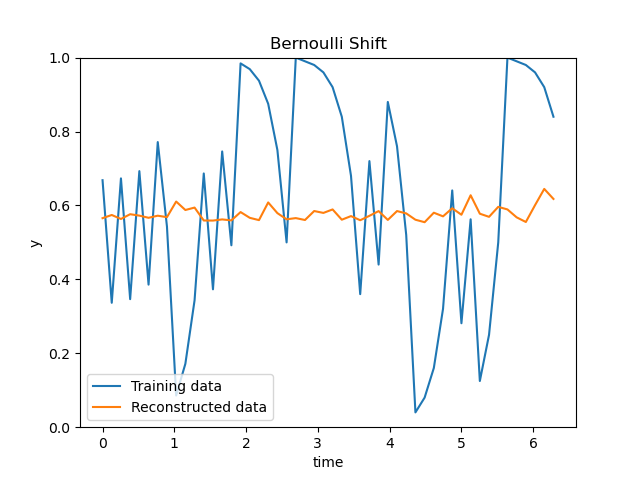 Bernoulli Shift
1.0
0.8
0.6
0.4
0.2
0.0
y
Training data
Reconstructed data
0 1 2 3 4 5 6
time